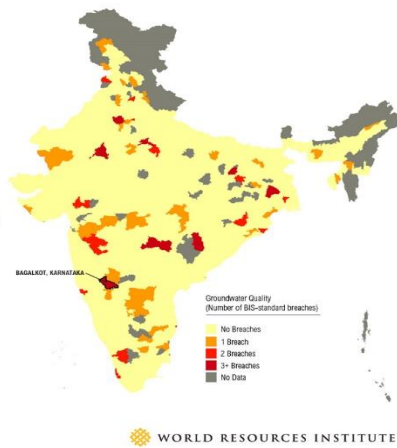 BAGALKOT, KARNATAKA
Groundwater Quality
(Number of BIS-standard breaches)
No Breaches
1 Breach
2 Breaches
3+ Breaches
No Data
WORLD RESOURCES INSTITUTE